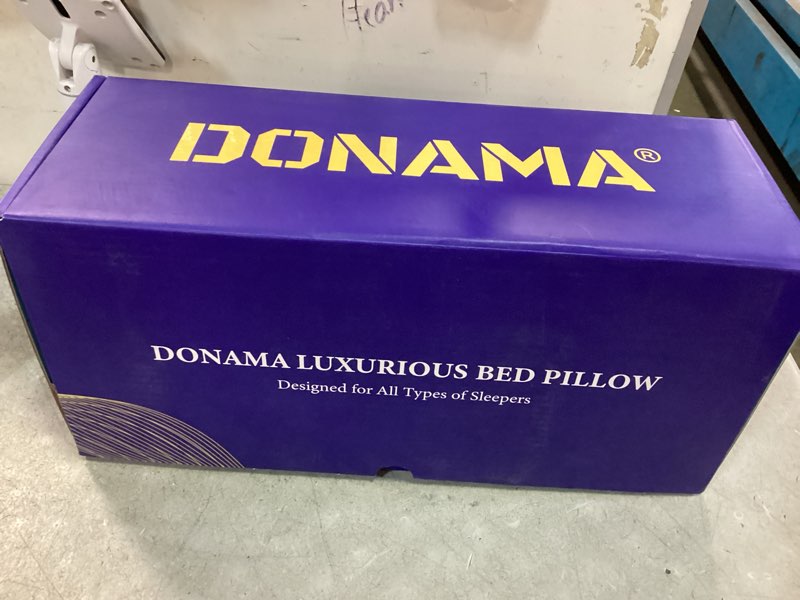 DONAMA®
DONAMA LUXURIOUS BED PILLOW
Designed for All Types of Sleepers